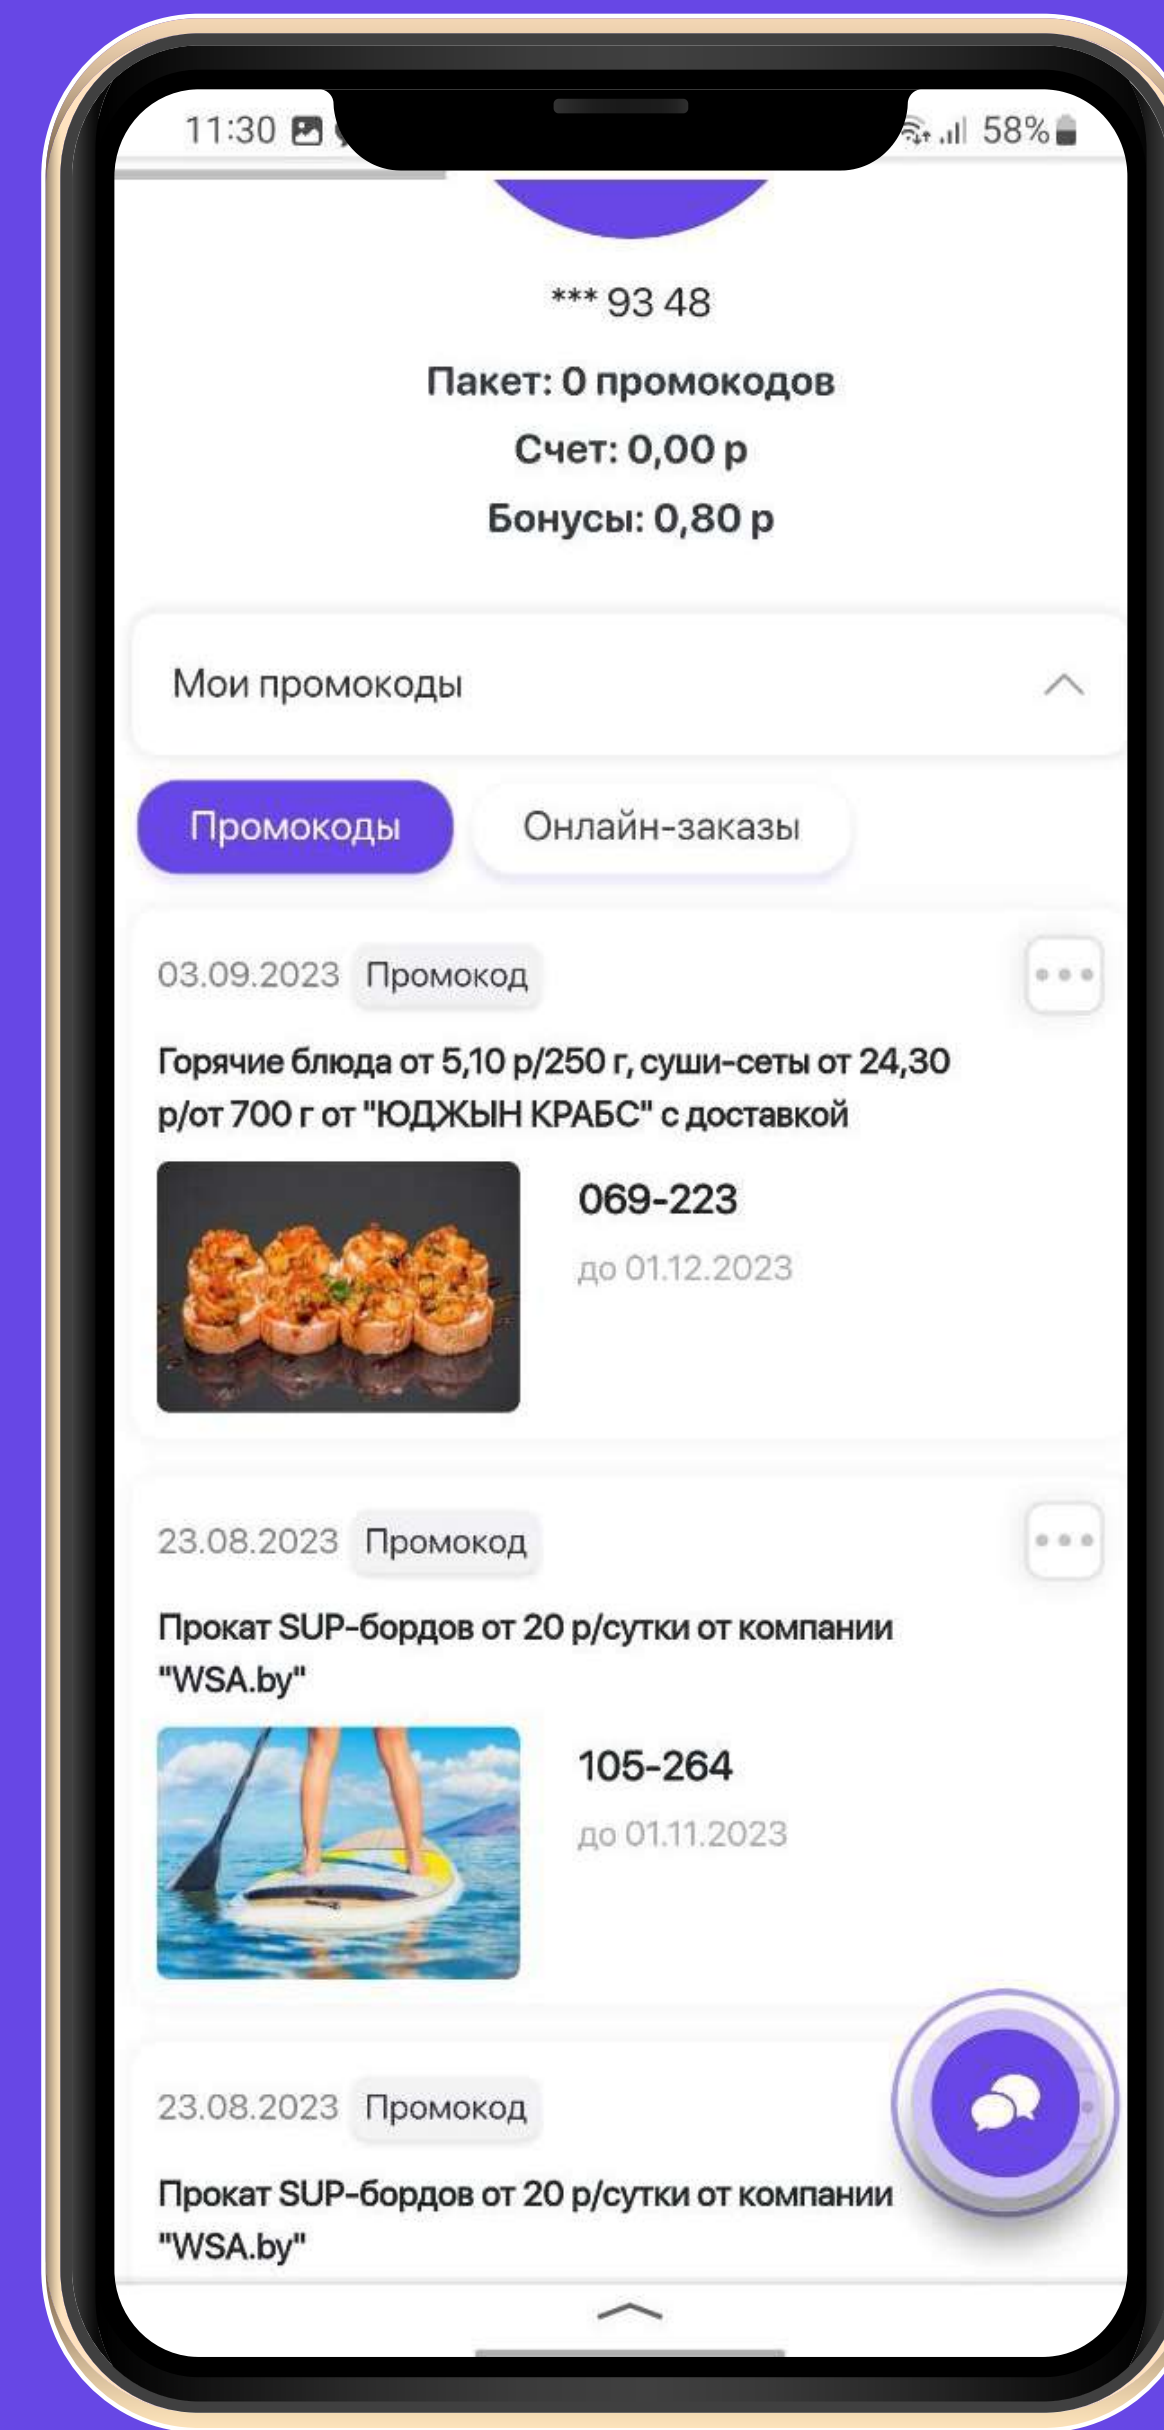 11:30
58%
*** 93 48
Пакет: 0 промокодов
Счет: 0,00 р
Бонусы: 0,80 р
Мои промокоды
Промокоды
Онлайн-заказы
03.09.2023 Промокод
Горячие блюда от 5,10 р/250 г, суши-сеты от 24,30
р/от 700 г от "ЮДЖЫН КРАБС" с доставкой
069-223
до 01.12.2023
23.08.2023 Промокод
Прокат SUP-бордов от 20 р/сутки от компании
"WSA.by"
105-264
до 01.11.2023
23.08.2023 Промокод
Прокат SUP-бордов от 20 р/сутки от компании
"WSA.by"